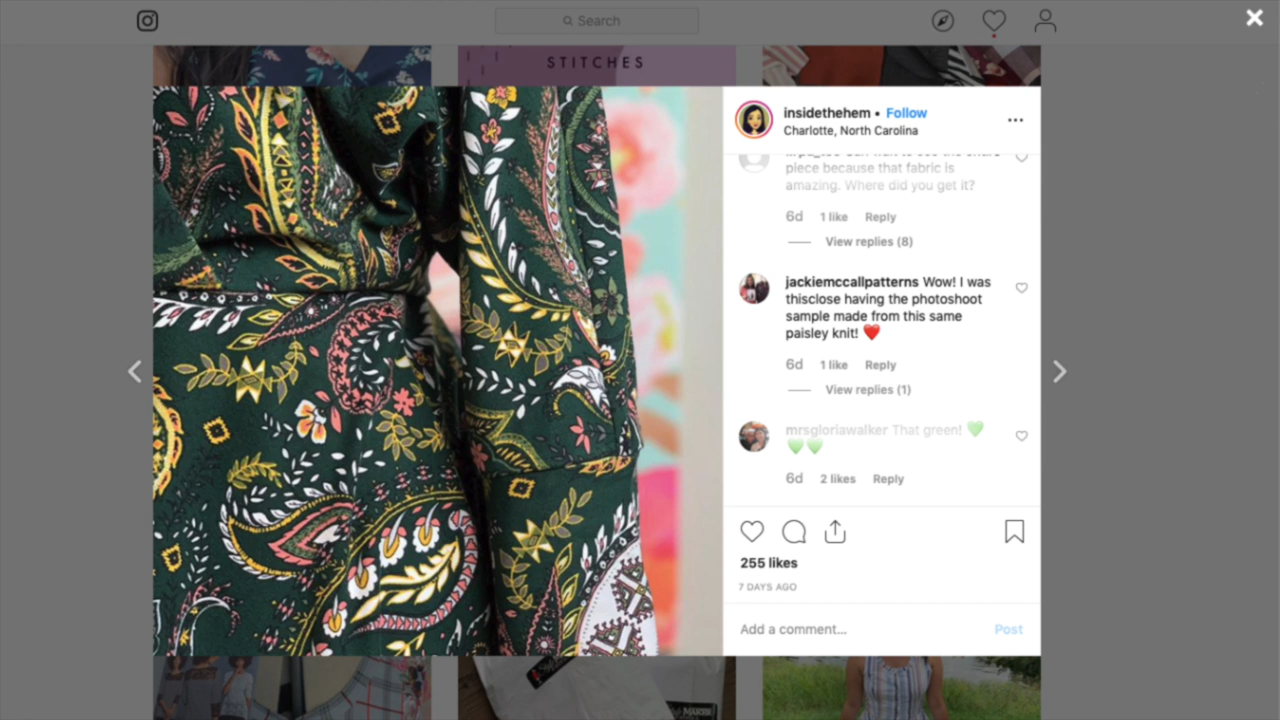 Search
STITCHES
insidethehem • Follow
Charlotte, North Carolina
piece because that fabric is
amazing. Where did you get it?
6d 1 like Reply
View replies (8)
jackiemccallpatterns Wow! I was
thisclose having the photoshoot
sample made from this same
paisley knit! ❤️
6d 1 like Reply
View replies (1)
mrsgloriawalker That green! 💚
💚💚
6d 2 likes Reply
255 likes
7 DAYS AGO
Add a comment... Post